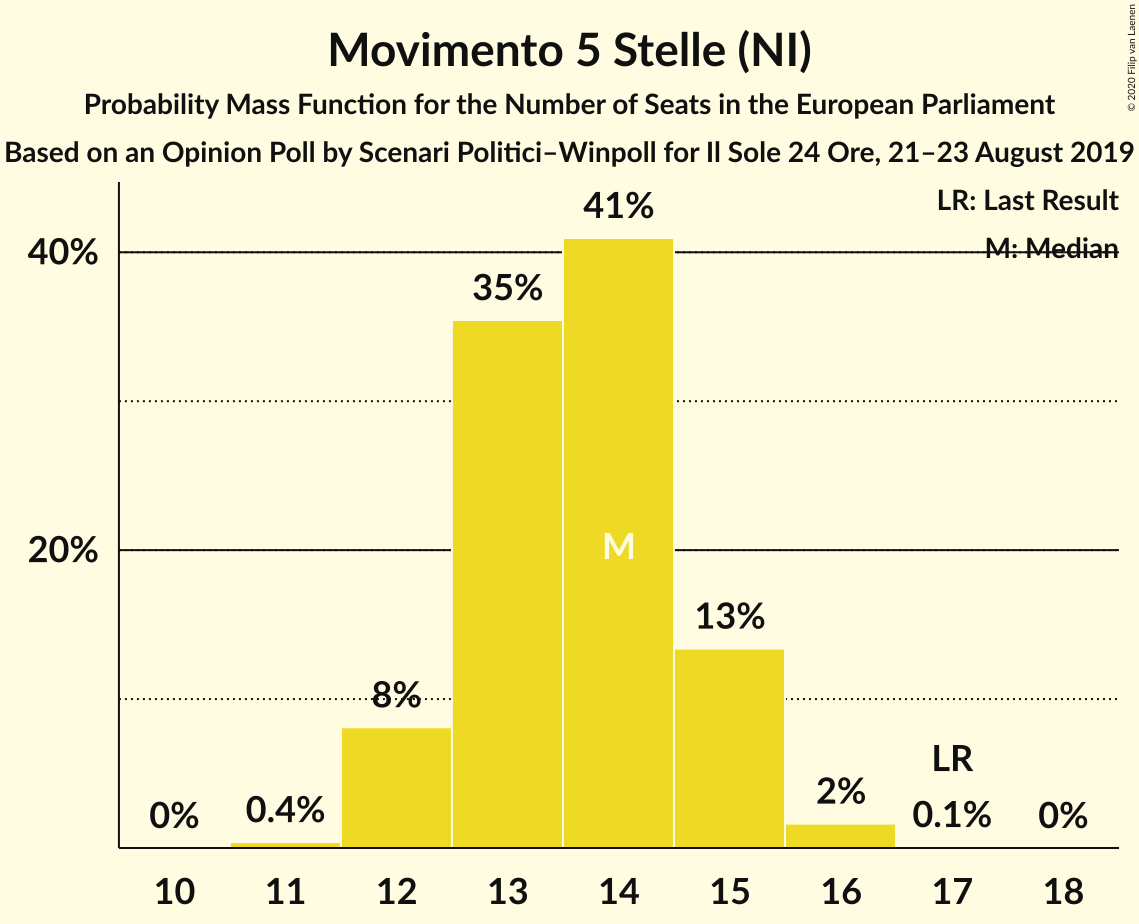 Movimento 5 Stelle (NI)
Probability Mass Function for the Number of Seats in the European Parliament
Based on an Opinion Poll by Scenari Politici–Winpoll for Il Sole 24 Ore, 21–23 August 2019
© 2020 Filip van Laenen
LR: Last Result
M: Median
40%
20%
0%
0.4%
8%
35%
41%
M
13%
2%
LR
0.1%
0%
10 11 12 13 14 15 16 17 18